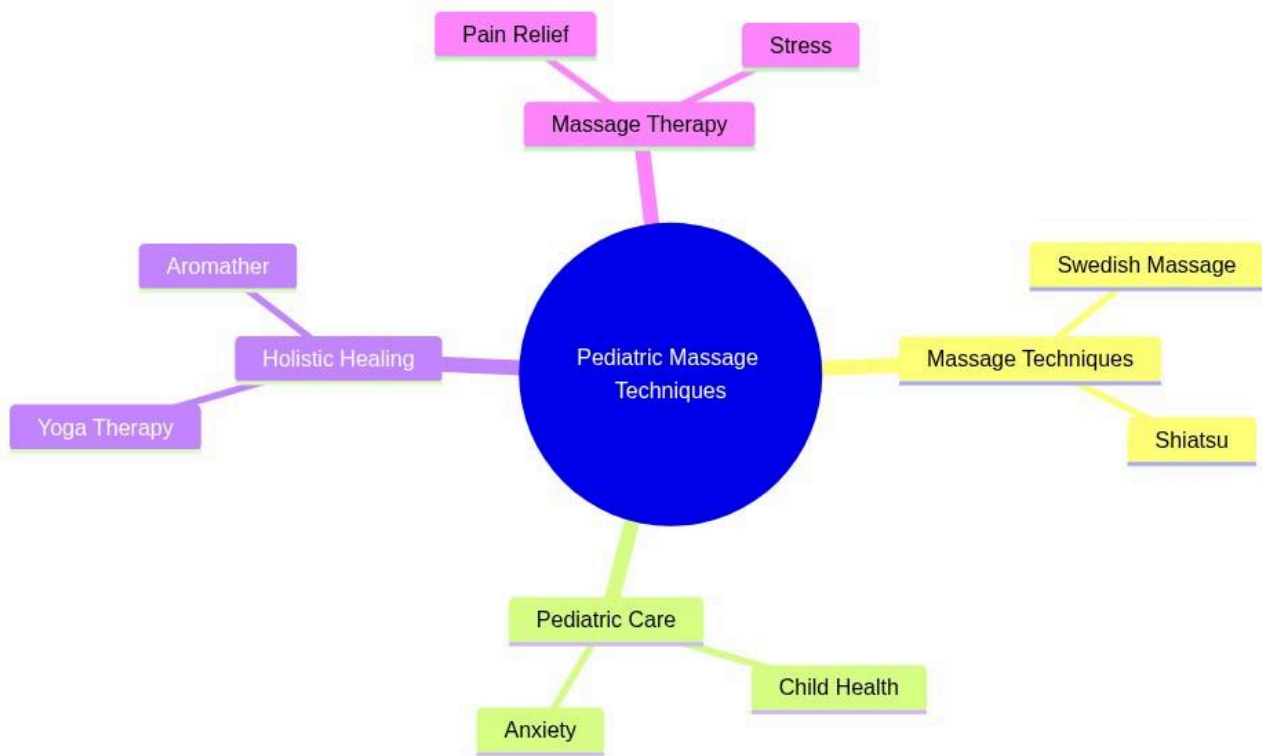 Pain Relief
Stress
Massage Therapy
Aromather
Swedish Massage
Holistic Healing
Pediatric Massage
Techniques
Massage Techniques
Yoga Therapy
Shiatsu
Pediatric Care
Child Health
Anxiety